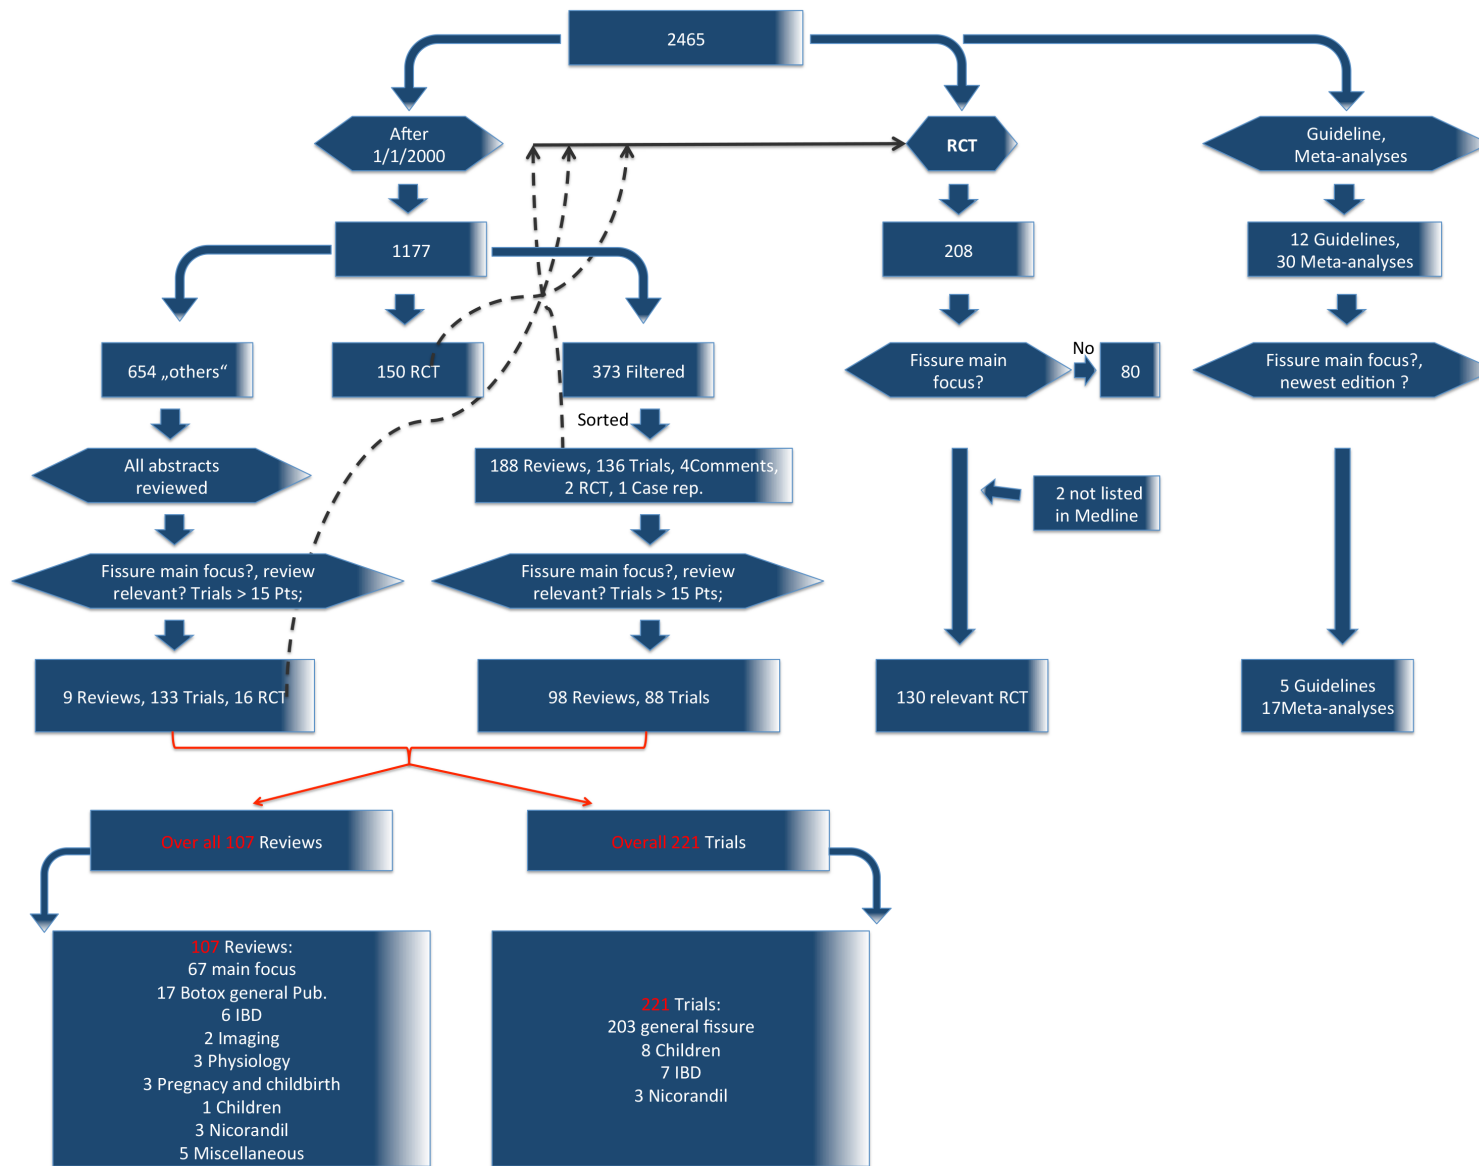 2465
After
1/1/2000
RCT
Guideline,
Meta-analyses
1177
208
12 Guidelines,
30 Meta-analyses
654 „others“
150 RCT
373 Filtered
Fissure main
focus?
No
80
Fissure main focus?,
newest edition ?
Sorted
All abstracts
reviewed
188 Reviews, 136 Trials, 4Comments,
2 RCT, 1 Case rep.
2 not listed
in Medline
Fissure main focus?, review
relevant? Trials > 15 Pts;
Fissure main focus?, review
relevant? Trials > 15 Pts;
9 Reviews, 133 Trials, 16 RCT
98 Reviews, 88 Trials
130 relevant RCT
5 Guidelines
17Meta-analyses
Over all 107 Reviews
Overall 221 Trials
107 Reviews:
67 main focus
17 Botox general Pub.
6 IBD
2 Imaging
3 Physiology
3 Pregnacy and childbirth
1 Children
3 Nicorandil
5 Miscellaneous
221 Trials:
203 general fissure
8 Children
7 IBD
3 Nicorandil